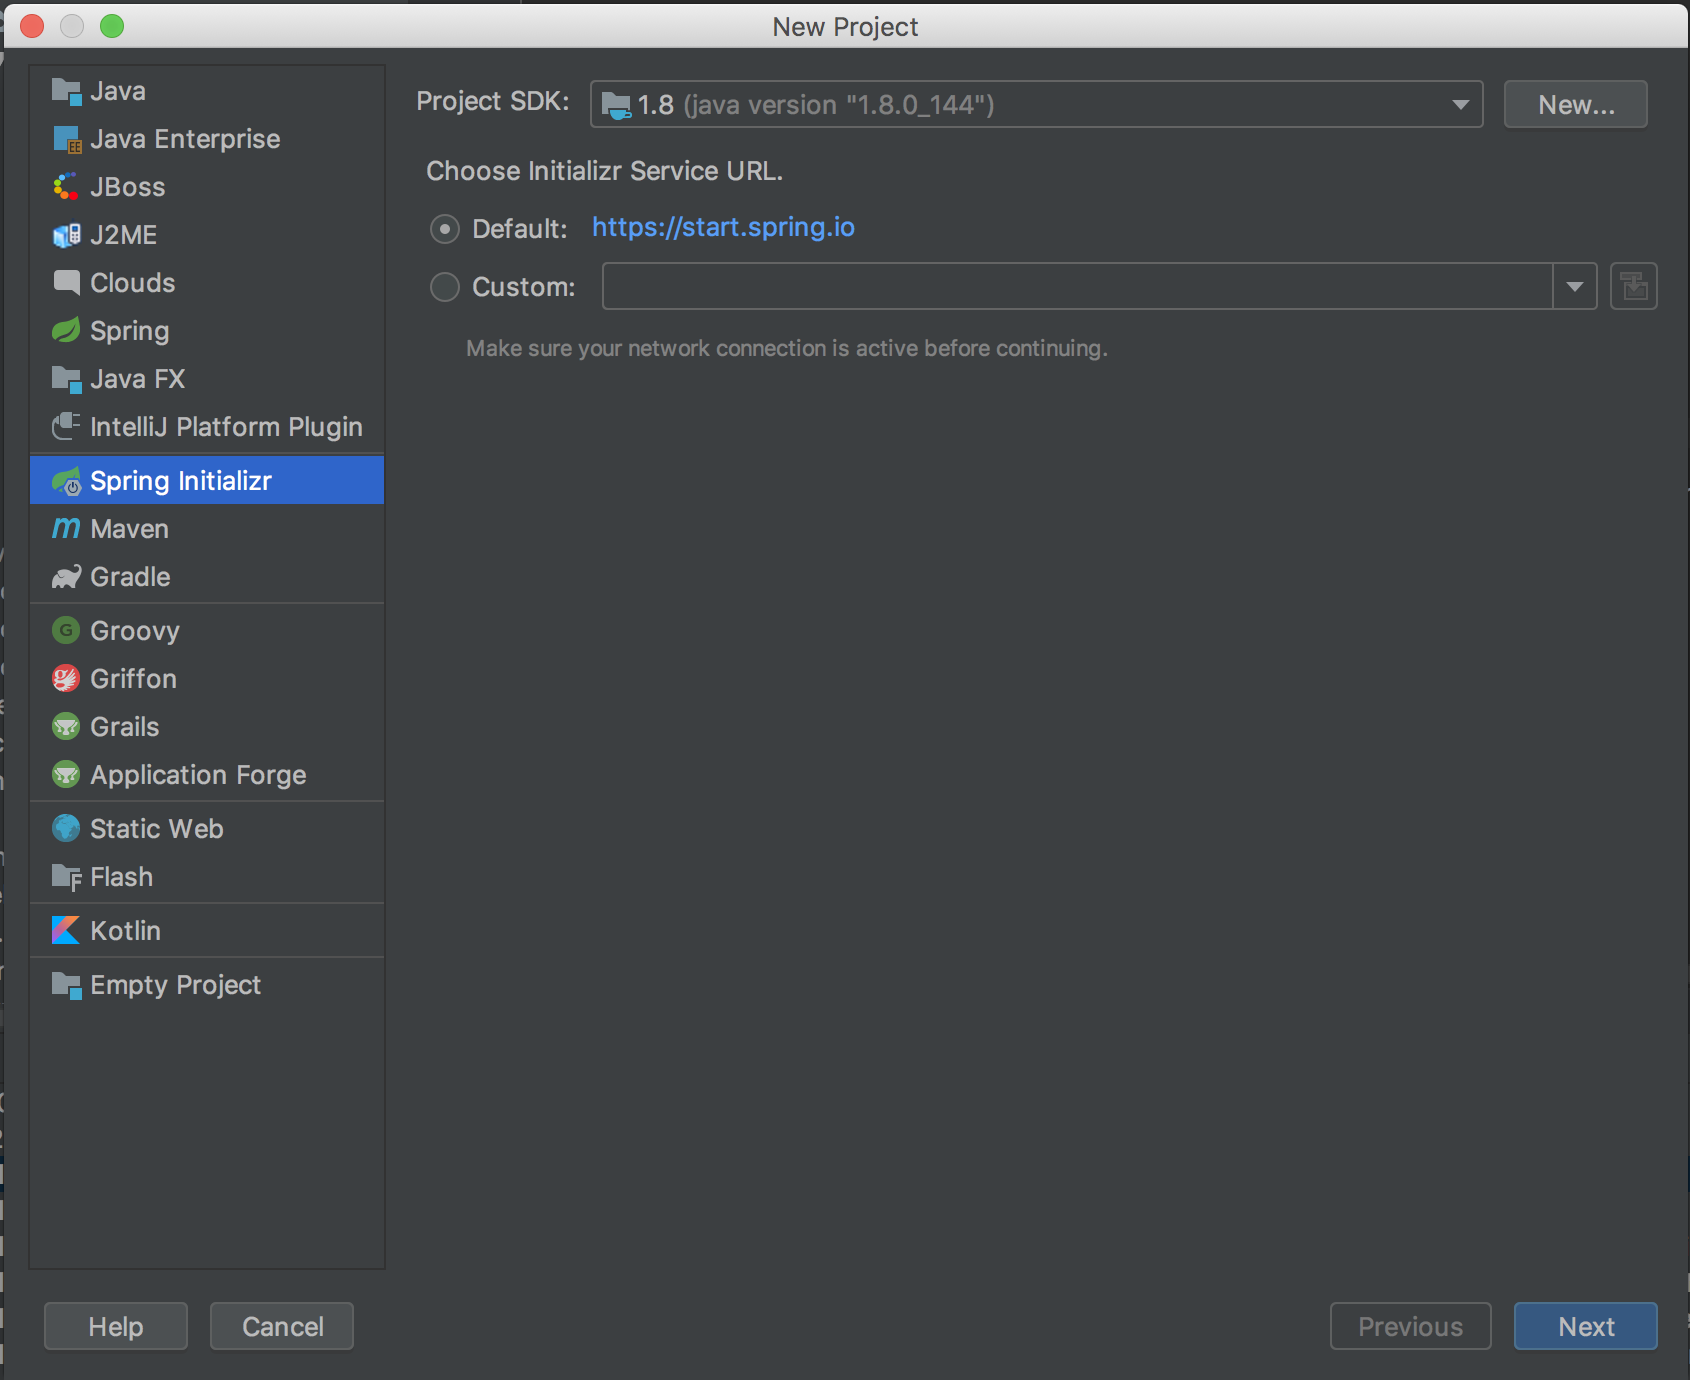 New Project
Java
Java Enterprise
JBoss
J2ME
Clouds
Spring
Java FX
IntelliJ Platform Plugin
Spring Initializr
Maven
Gradle
Groovy
Griffon
Grails
Application Forge
Static Web
Flash
Kotlin
Empty Project
Project SDK: 1.8 (java version "1.8.0_144") New...
Choose Initializr Service URL.
Default: https://start.spring.io
Custom:
Make sure your network connection is active before continuing.
Help Cancel Previous Next